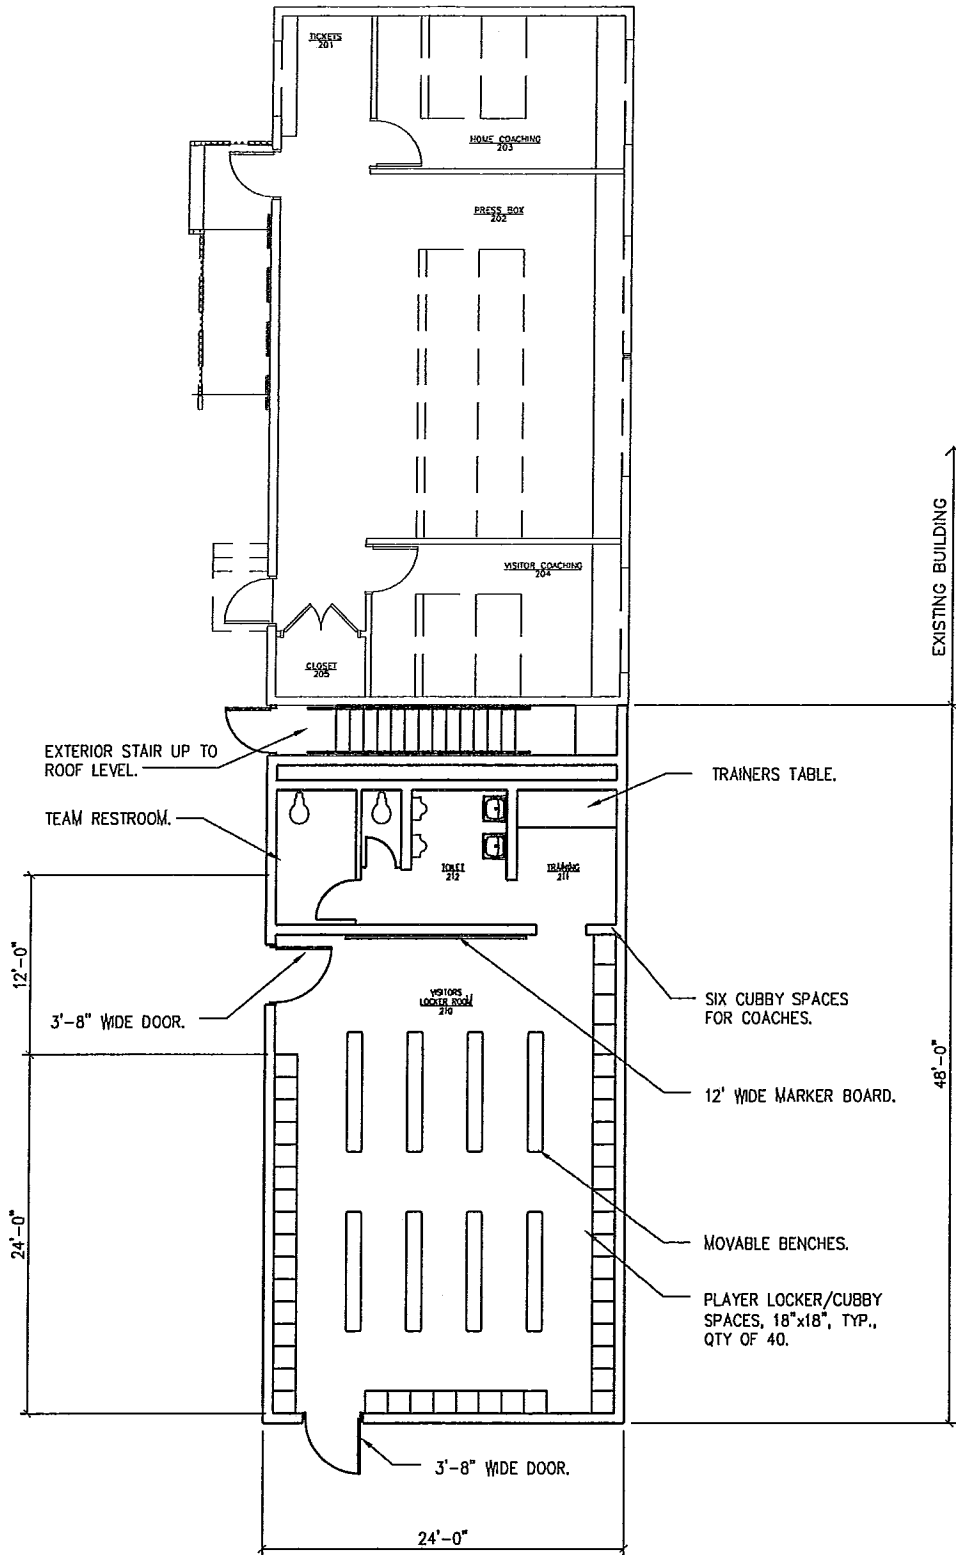 TICKETS
201
HOME COACHING
203
PRESS BOX
202
VISITOR COACHING
204
EXISTING BUILDING
CLOSET
205
EXTERIOR STAIR UP TO
ROOF LEVEL.
TRAINERS TABLE.
TEAM RESTROOM.
TOILET
212
TRAINING
211
12'-0"
3'-8" WIDE DOOR.
VISITORS
LOCKER ROOM
210
SIX CUBBY SPACES
FOR COACHES.
48'-0"
12' WIDE MARKER BOARD.
24'-0"
MOVABLE BENCHES.
PLAYER LOCKER/CUBBY
SPACES, 18"x18", TYP.,
QTY OF 40.
3'-8" WIDE DOOR.
24'-0"